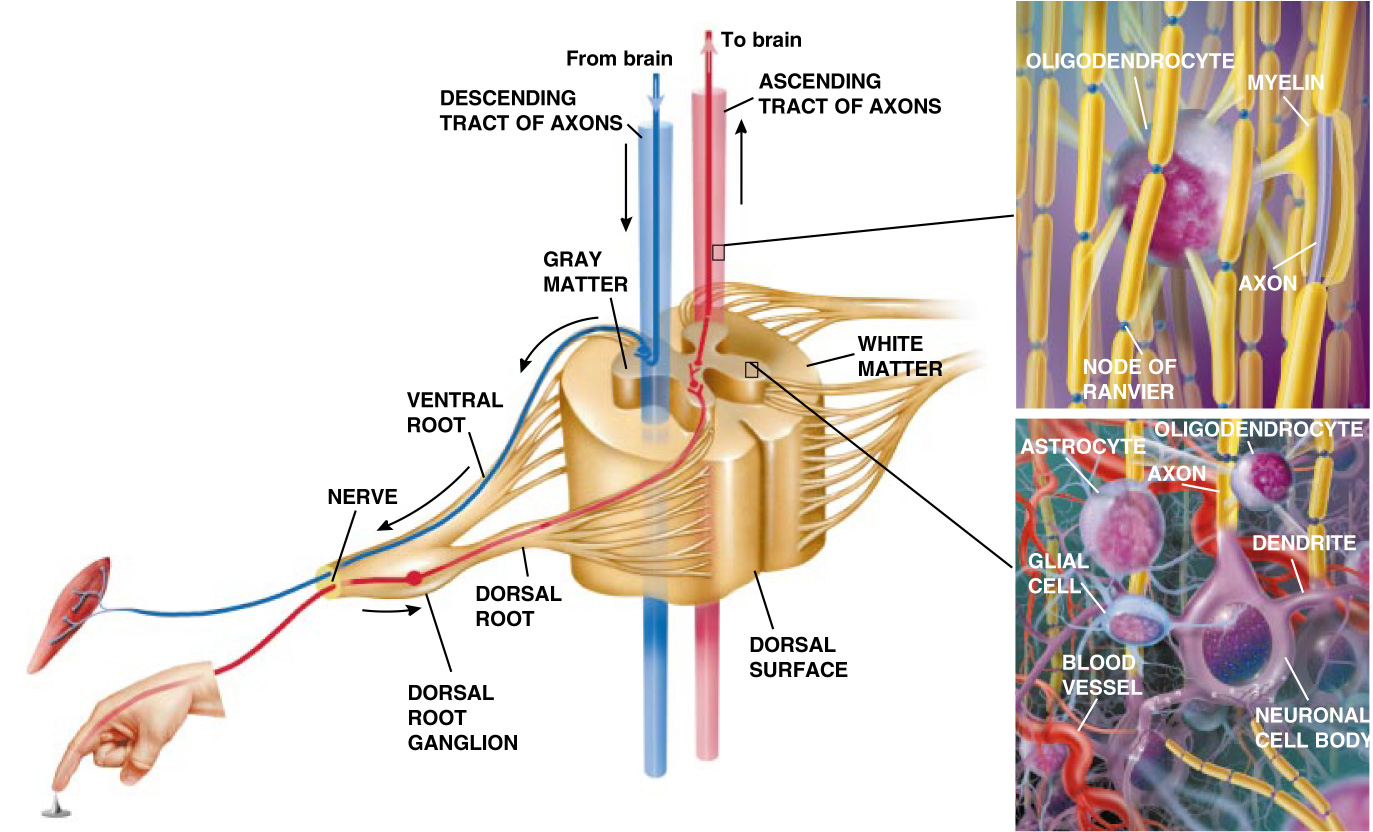 From brain
To brain
DESCENDING
TRACT OF AXONS
ASCENDING
TRACT OF AXONS
GRAY
MATTER
WHITE
MATTER
VENTRAL
ROOT
NERVE
DORSAL
ROOT
DORSAL
SURFACE
DORSAL
ROOT
GANGLION
OLIGODENDROCYTE
MYELIN
AXON
NODE OF
RANVIER
OLIGODENDROCYTE
ASTROCYTE
AXON
DENDRITE
GLIAL
CELL
BLOOD
VESSEL
NEURONAL
CELL BODY